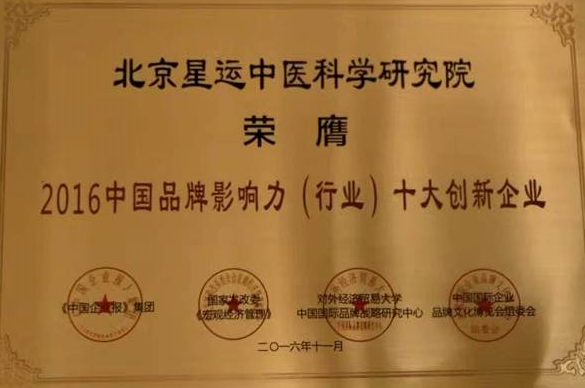 北京星运中医科学研究院
荣膺
2016中国品牌影响力（行业）十大创新企业
《中国企业报》集团
国家发改委
《宏观经济管理》
对外经济贸易大学
中国国际品牌战略研究中心
中国国际企业
品牌文化博览会组委会
二〇一六年十一月